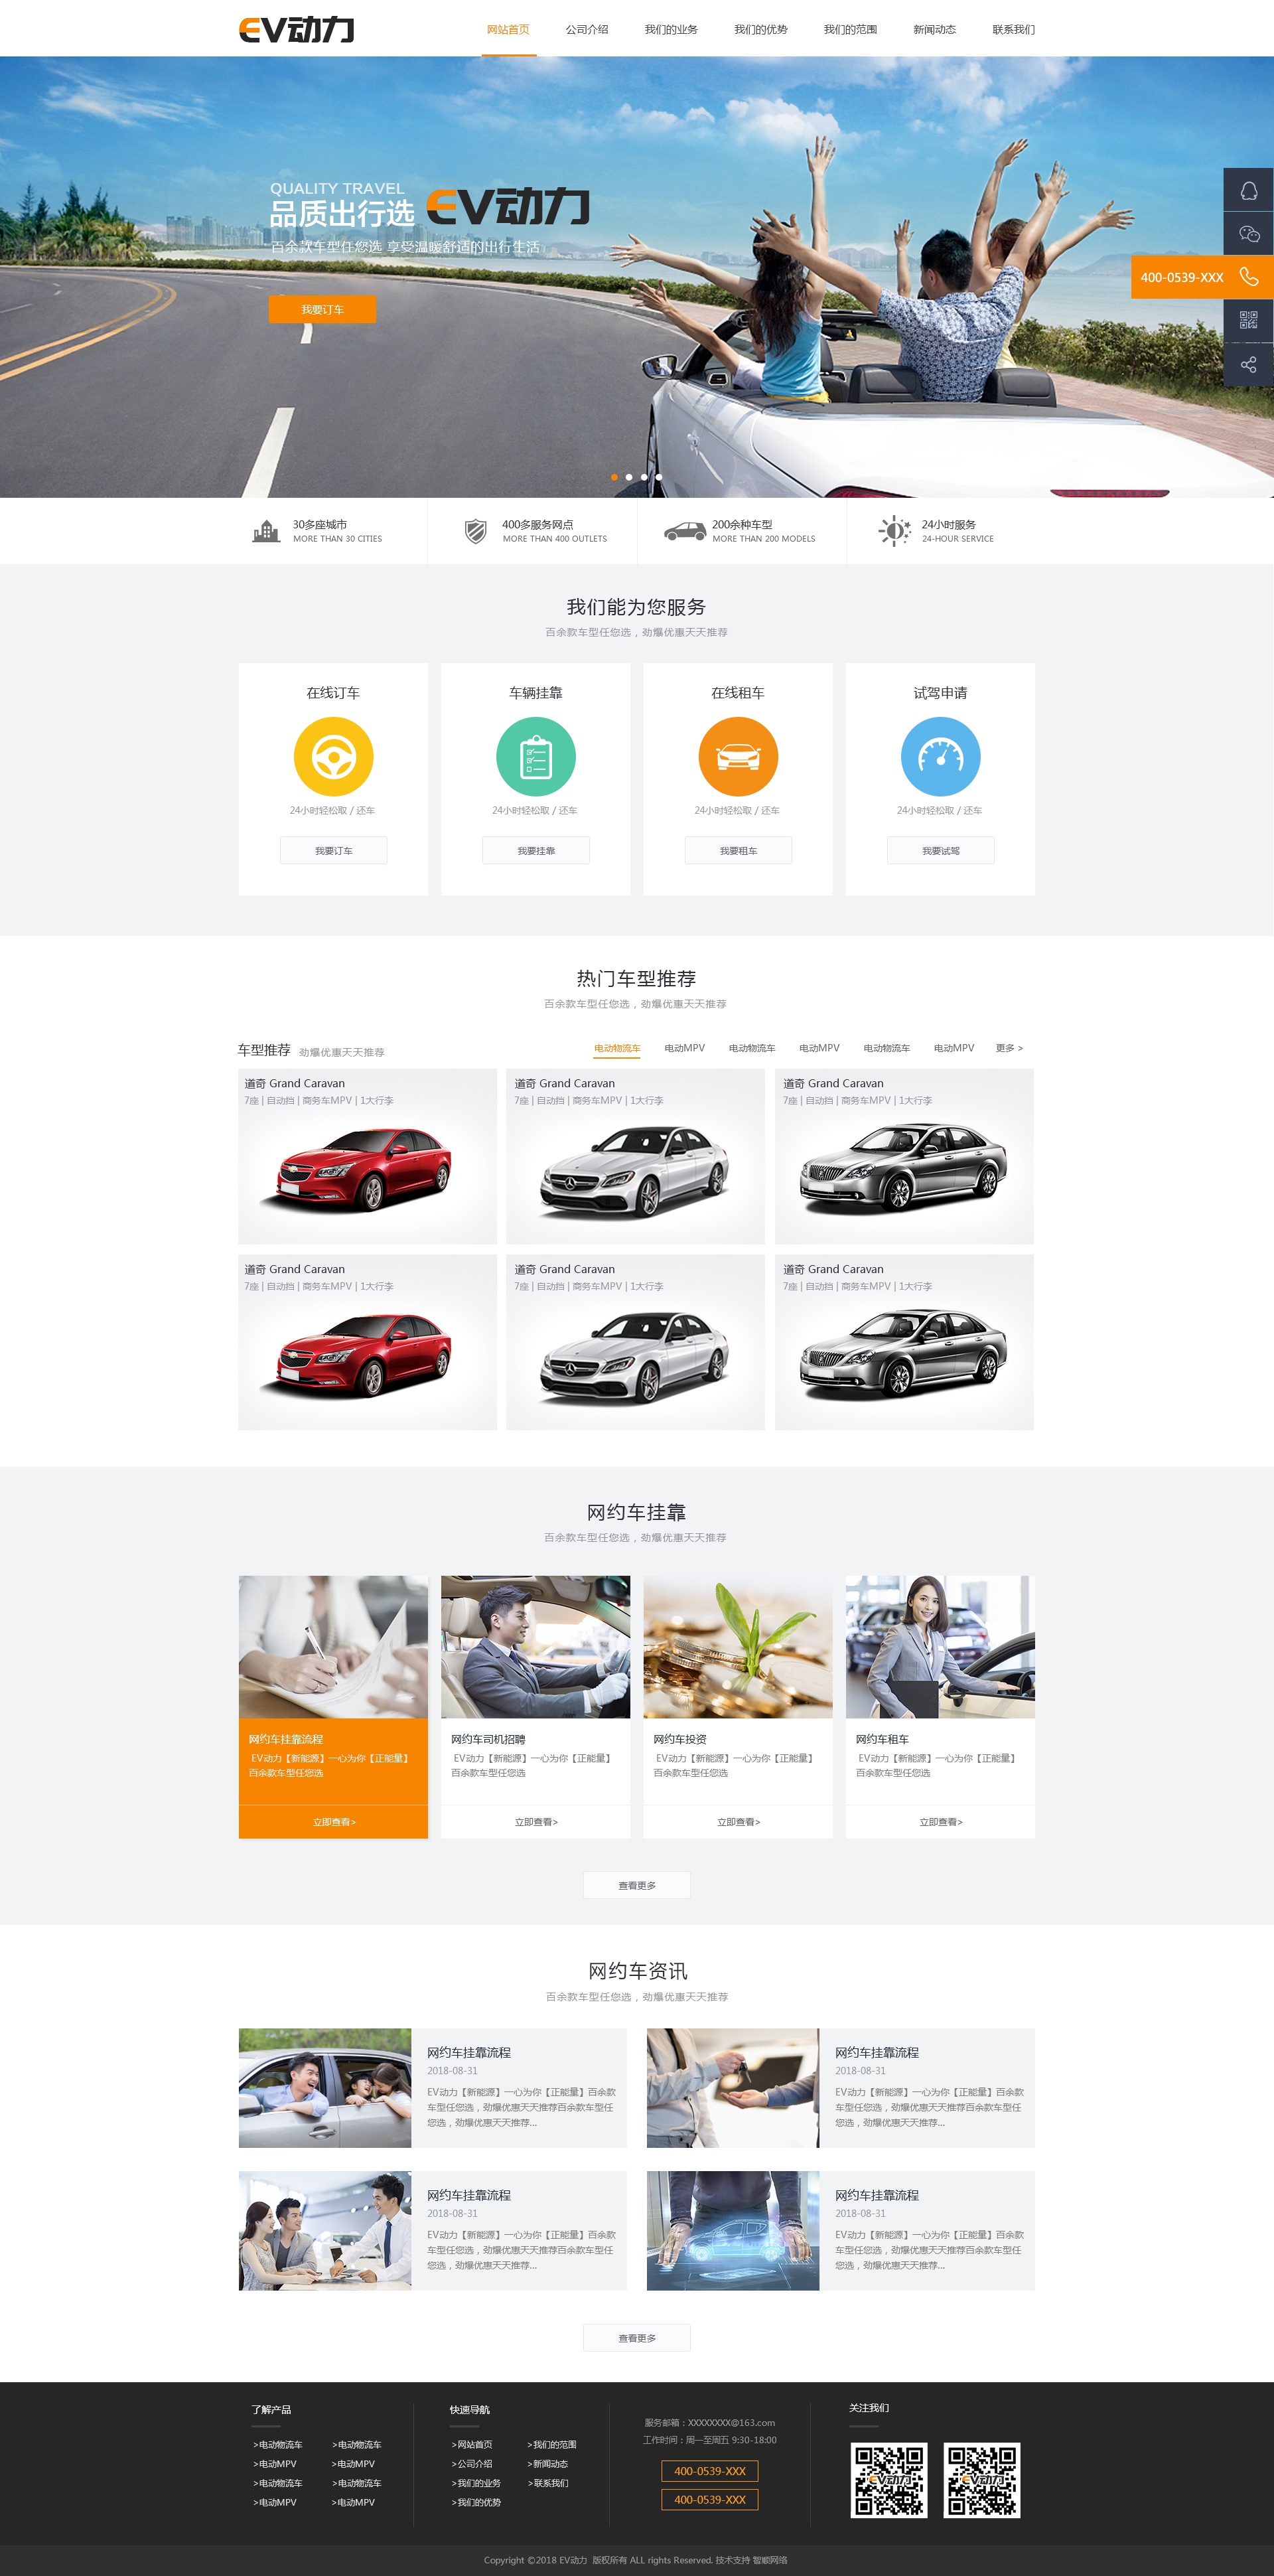 EV动力
网站首页 公司介绍 我们的业务 我们的优势 我们的范围 新闻动态 联系我们
QUALITY TRAVEL
品质出行选 EV动力
百余款车型任您选 享受温暖舒适的出行生活
我要订车
400-0539-XXX
30多座城市
MORE THAN 30 CITIES
400多服务网点
MORE THAN 400 OUTLETS
200余种车型
MORE THAN 200 MODELS
24小时服务
24-HOUR SERVICE
我们能为您服务
百余款车型任您选，劲爆优惠天天推荐
在线订车
24小时轻松取 / 还车
我要订车
车辆挂靠
24小时轻松取 / 还车
我要挂靠
在线租车
24小时轻松取 / 还车
我要租车
试驾申请
24小时轻松取 / 还车
我要试驾
热门车型推荐
百余款车型任您选，劲爆优惠天天推荐
车型推荐 劲爆优惠天天推荐
电动物流车 电动MPV 电动物流车 电动MPV 电动物流车 电动MPV 更多 >
道奇 Grand Caravan
7座 | 自动挡 | 商务车MPV | 1大行李
道奇 Grand Caravan
7座 | 自动挡 | 商务车MPV | 1大行李
道奇 Grand Caravan
7座 | 自动挡 | 商务车MPV | 1大行李
道奇 Grand Caravan
7座 | 自动挡 | 商务车MPV | 1大行李
道奇 Grand Caravan
7座 | 自动挡 | 商务车MPV | 1大行李
道奇 Grand Caravan
7座 | 自动挡 | 商务车MPV | 1大行李
网约车挂靠
百余款车型任您选，劲爆优惠天天推荐
网约车挂靠流程
EV动力【新能源】一心为你【正能量】
百余款车型任您选
立即查看>
网约车司机招聘
EV动力【新能源】一心为你【正能量】
百余款车型任您选
立即查看>
网约车投资
EV动力【新能源】一心为你【正能量】
百余款车型任您选
立即查看>
网约车租车
EV动力【新能源】一心为你【正能量】
百余款车型任您选
立即查看>
查看更多
网约车资讯
百余款车型任您选，劲爆优惠天天推荐
网约车挂靠流程
2018-08-31
EV动力【新能源】一心为你【正能量】百余款
车型任您选，劲爆优惠天天推荐百余款车型任
您选，劲爆优惠天天推荐...
网约车挂靠流程
2018-08-31
EV动力【新能源】一心为你【正能量】百余款
车型任您选，劲爆优惠天天推荐百余款车型任
您选，劲爆优惠天天推荐...
网约车挂靠流程
2018-08-31
EV动力【新能源】一心为你【正能量】百余款
车型任您选，劲爆优惠天天推荐百余款车型任
您选，劲爆优惠天天推荐...
网约车挂靠流程
2018-08-31
EV动力【新能源】一心为你【正能量】百余款
车型任您选，劲爆优惠天天推荐百余款车型任
您选，劲爆优惠天天推荐...
查看更多
了解产品
>电动物流车 >电动物流车
>电动MPV >电动MPV
>电动物流车 >电动物流车
>电动MPV >电动MPV
快速导航
>网站首页 >我们的范围
>公司介绍 >新闻动态
>我们的业务 >联系我们
>我们的优势
服务邮箱：XXXXXXXX@163.com
工作时间：周一至周五 9:30-18:00
400-0539-XXX
400-0539-XXX
关注我们
EV动力 EV动力
Copyright ©2018 EV动力 版权所有 ALL rights Reserved. 技术支持 智顺网络